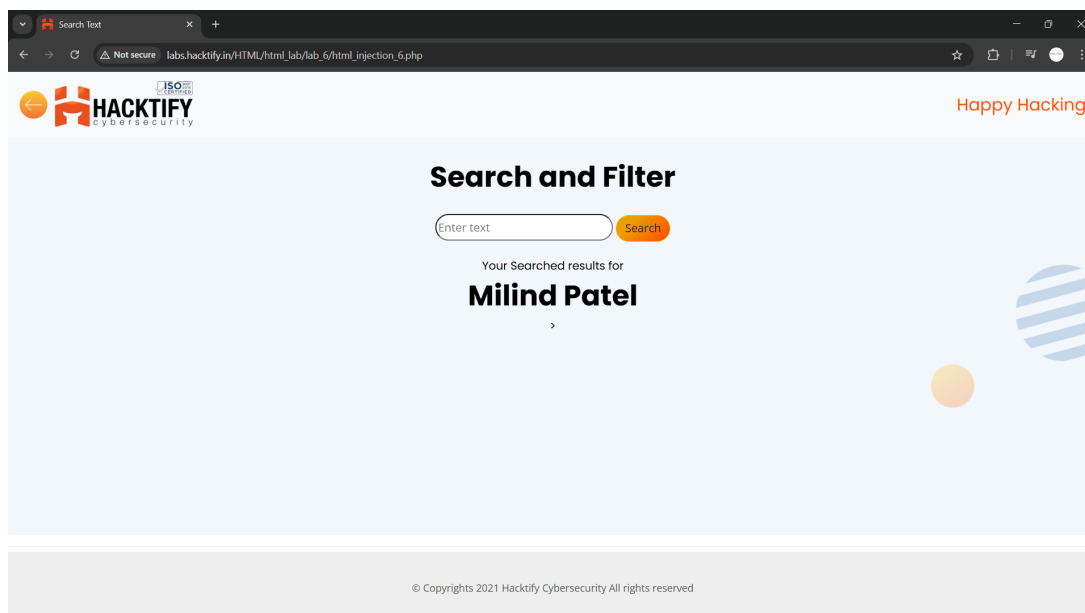 Search Text
Not secure labs.hacktify.in/HTML/html_lab/lab_6/html_injection_6.php
ISO
CERTIFIED
HACKTIFY
cybersecurity
Happy Hacking
Search and Filter
Enter text Search
Your Searched results for
Milind Patel
>
© Copyrights 2021 Hacktify Cybersecurity All rights reserved